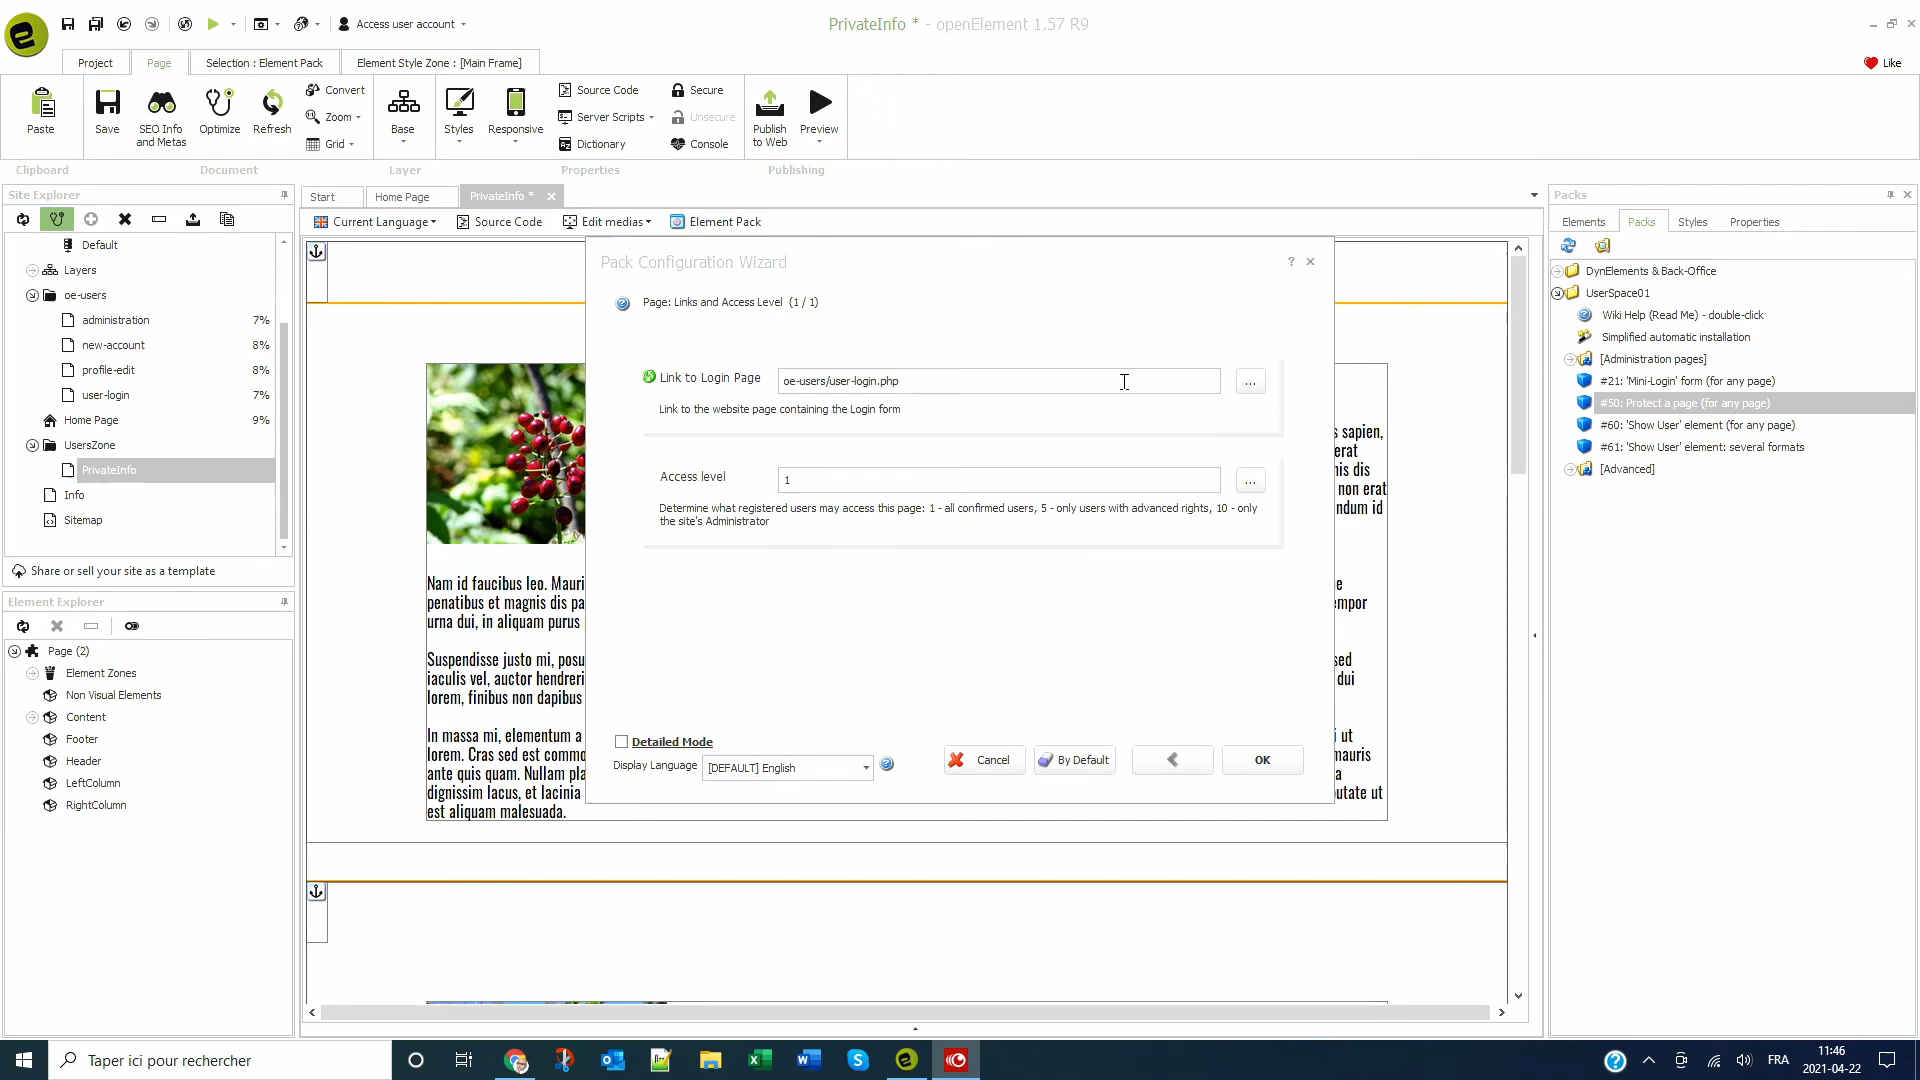 Access user account
PrivateInfo * - openElement 1.57 R9
Project
Page
Selection : Element Pack
Element Style Zone : [Main Frame]
Like
Paste
Save
SEO Info
and Metas
Optimize
Refresh
Convert
Zoom
Grid
Base
Styles
Responsive
Source Code
Server Scripts
Dictionary
Secure
Unsecure
Console
Publish
to Web
Preview
Clipboard
Document
Layer
Properties
Publishing
Site Explorer
Default
Layers
oe-users
administration 7%
new-account 8%
profile-edit 8%
user-login 7%
Home Page 9%
UsersZone
PrivateInfo
Info
Sitemap
Share or sell your site as a template
Element Explorer
Page (2)
Element Zones
Non Visual Elements
Content
Footer
Header
LeftColumn
RightColumn
Start
Home Page
PrivateInfo *
Current Language
Source Code
Edit medias
Element Pack
Pack Configuration Wizard
?
Page: Links and Access Level (1 / 1)
Link to Login Page
oe-users/user-login.php
...
Link to the website page containing the Login form
Access level
1
...
Determine what registered users may access this page: 1 - all confirmed users, 5 - only users with advanced rights, 10 - only
the site's Administrator
Detailed Mode
Display Language
[DEFAULT] English
Cancel
By Default
OK
s sapien,
erat
his dis
non erat
ndum id
Nam id faucibus leo. Mauri
penatibus et magnis dis pa
urna dui, in aliquam purus
empor
Suspendisse justo mi, posu
iaculis vel, auctor hendreri
lorem, finibus non dapibus
sed
dui
In massa mi, elementum a
lorem. Cras sed est commo
ante quis quam. Nullam pla
dignissim lacus, et lacinia
est aliquam malesuada.
ut
mauris
a
utate ut
Packs
Elements
Packs
Styles
Properties
DynElements & Back-Office
UserSpace01
Wiki Help (Read Me) - double-click
Simplified automatic installation
[Administration pages]
#21: 'Mini-Login' form (for any page)
#50: Protect a page (for any page)
#60: 'Show User' element (for any page)
#61: 'Show User' element: several formats
[Advanced]
Taper ici pour rechercher
FRA
11:46
2021-04-22